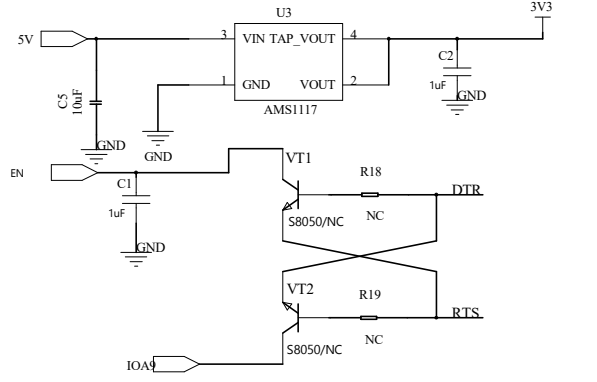 U3
3V3
5V
3
VIN TAP_VOUT
4
C2
1
GND
VOUT
2
1uF
GND
C5
10uF
AMS1117
GND
GND
EN
VT1
C1
R18
DTR
1uF
S8050/NC
NC
GND
VT2
R19
RTS
S8050/NC
NC
IOA9